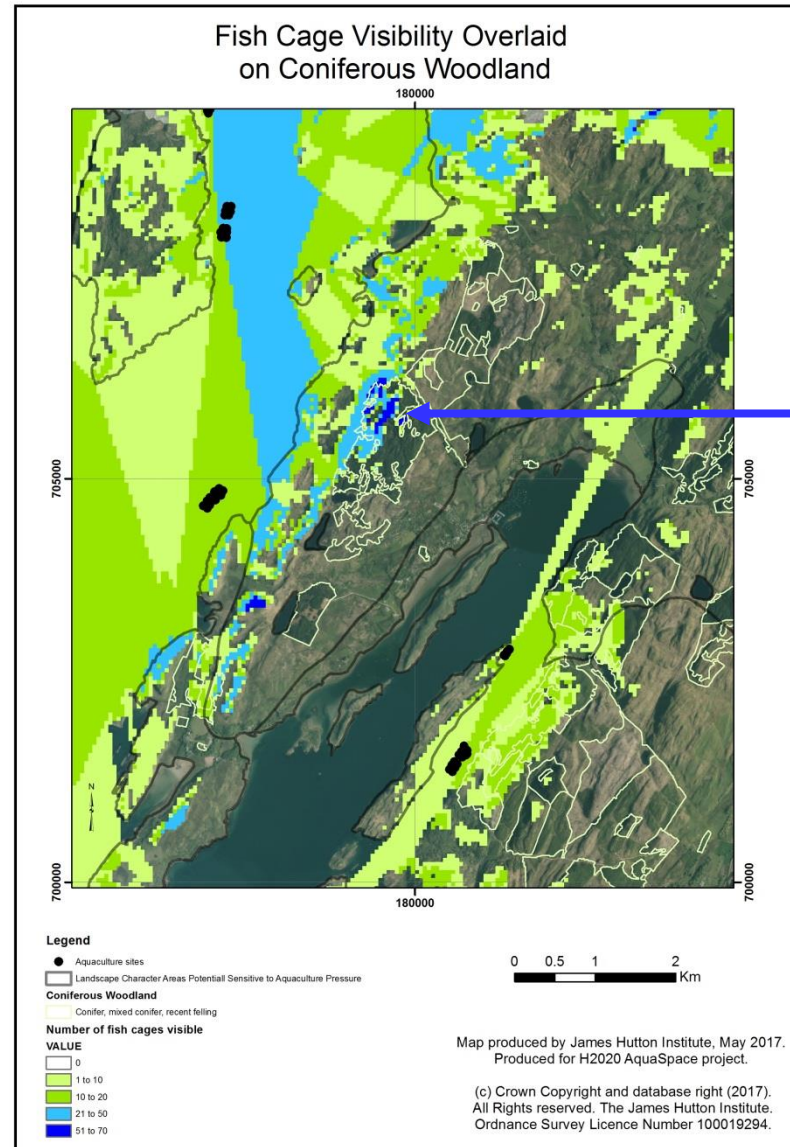 Fish Cage Visibility Overlaid
on Coniferous Woodland
180000
705000
705000
700000
700000
180000
N
Legend
Aquaculture sites
Landscape Character Areas Potentiall Sensitive to Aquaculture Pressure
Coniferous Woodland
Conifer, mixed conifer, recent felling
Number of fish cages visible
VALUE
0
1 to 10
10 to 20
21 to 50
51 to 70
0 0.5 1 2
Km
Map produced by James Hutton Institute, May 2017.
Produced for H2020 AquaSpace project.
(c) Crown Copyright and database right (2017).
All Rights reserved. The James Hutton Institute.
Ordnance Survey Licence Number 100019294.